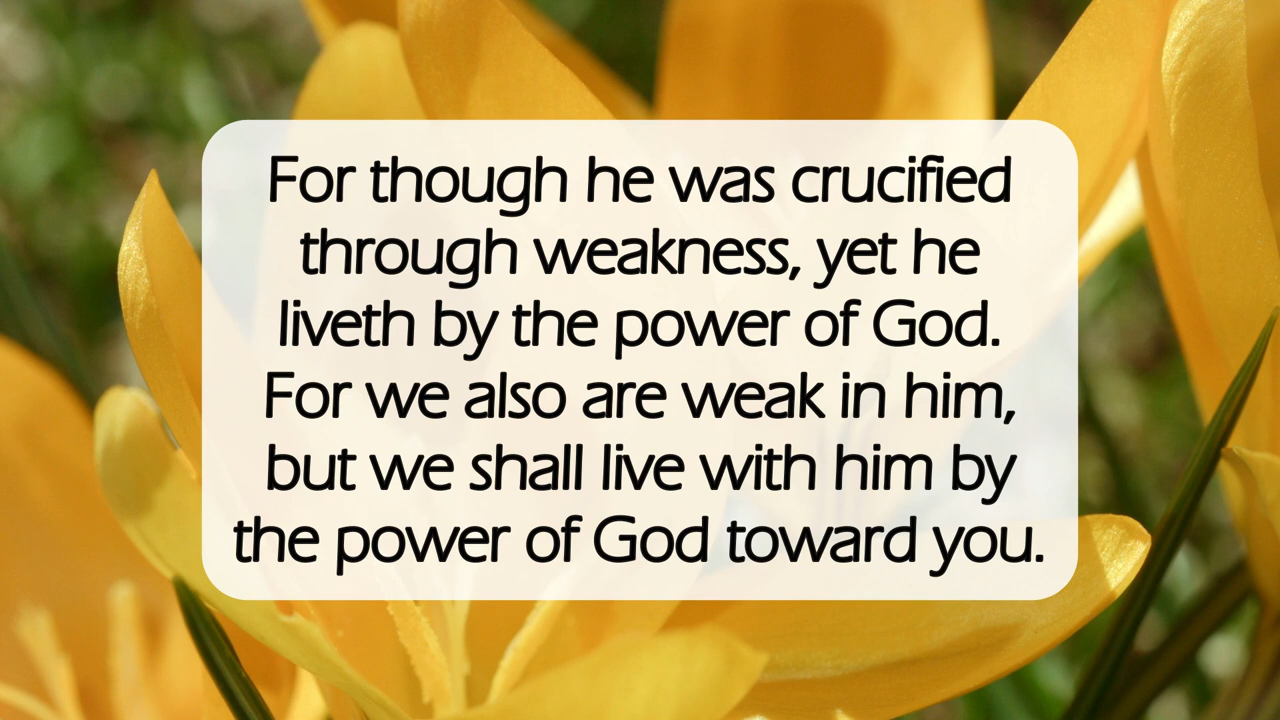 For though he was crucified
through weakness, yet he
liveth by the power of God.
For we also are weak in him,
but we shall live with him by
the power of God toward you.